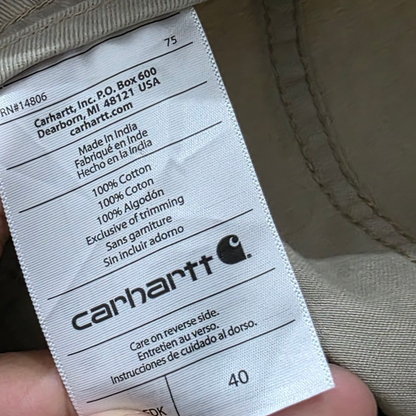 RN#14806
75
Carhartt, Inc. P.O. Box 600
Dearborn, MI 48121 USA
carhartt.com
Made in India
Fabriqué en Inde
Hecho en la India
100% Cotton
100% Coton
100% Algodón
Exclusive of trimming
Sans garniture
Sin incluir adorno
carhartt
Care on reverse side.
Entretien au verso.
Instrucciones de cuidado al dorso.
40